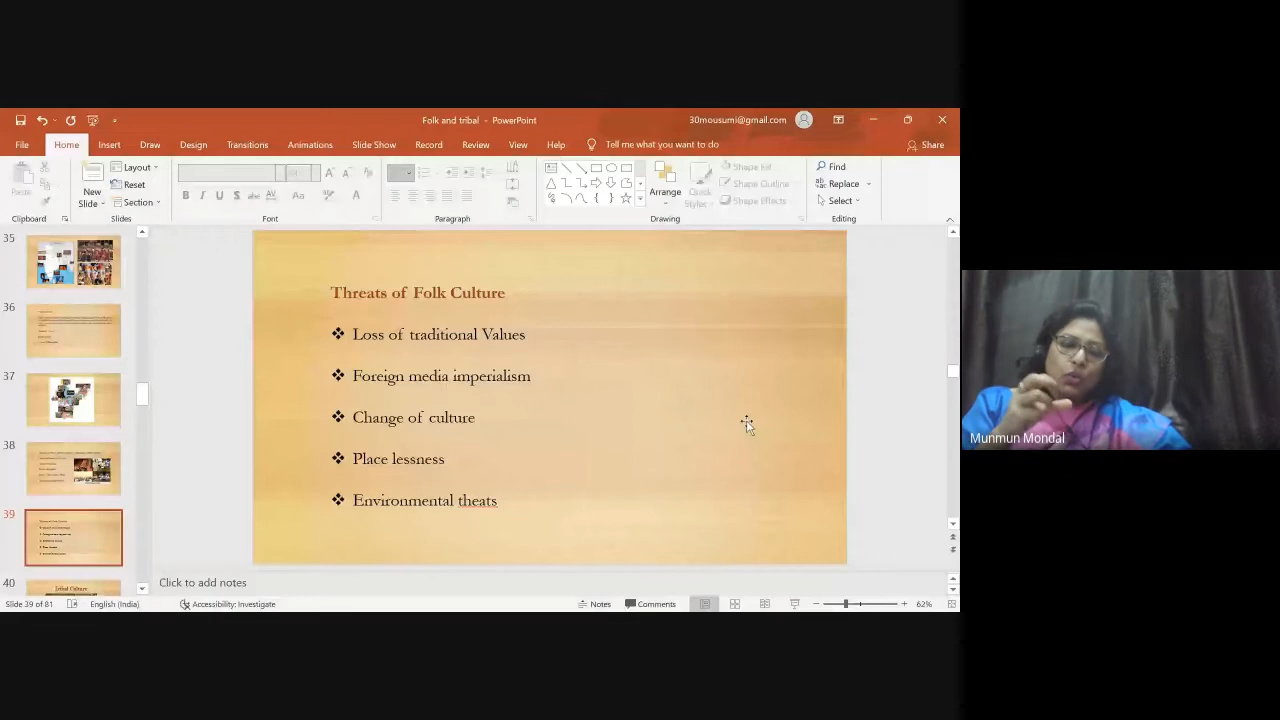 Folk and tribal - PowerPoint
30mousumi@gmail.com
File Home Insert Draw Design Transitions Animations Slide Show Record Review View Help Tell me what you want to do Share
Paste
New
Slide
Layout
Reset
Section
B I U S abc AV Aa A
Arrange
Quick
Styles
Shape Fill
Shape Outline
Shape Effects
Find
Replace
Select
Clipboard Slides Font Paragraph Drawing Editing
35
36
37
38
39
40
Threats of Folk Culture
❖ Loss of traditional Values
❖ Foreign media imperialism
❖ Change of culture
❖ Place lessness
❖ Environmental theats
Click to add notes
Slide 39 of 81 English (India) Accessibility: Investigate Notes Comments 62%
Munmun Mondal